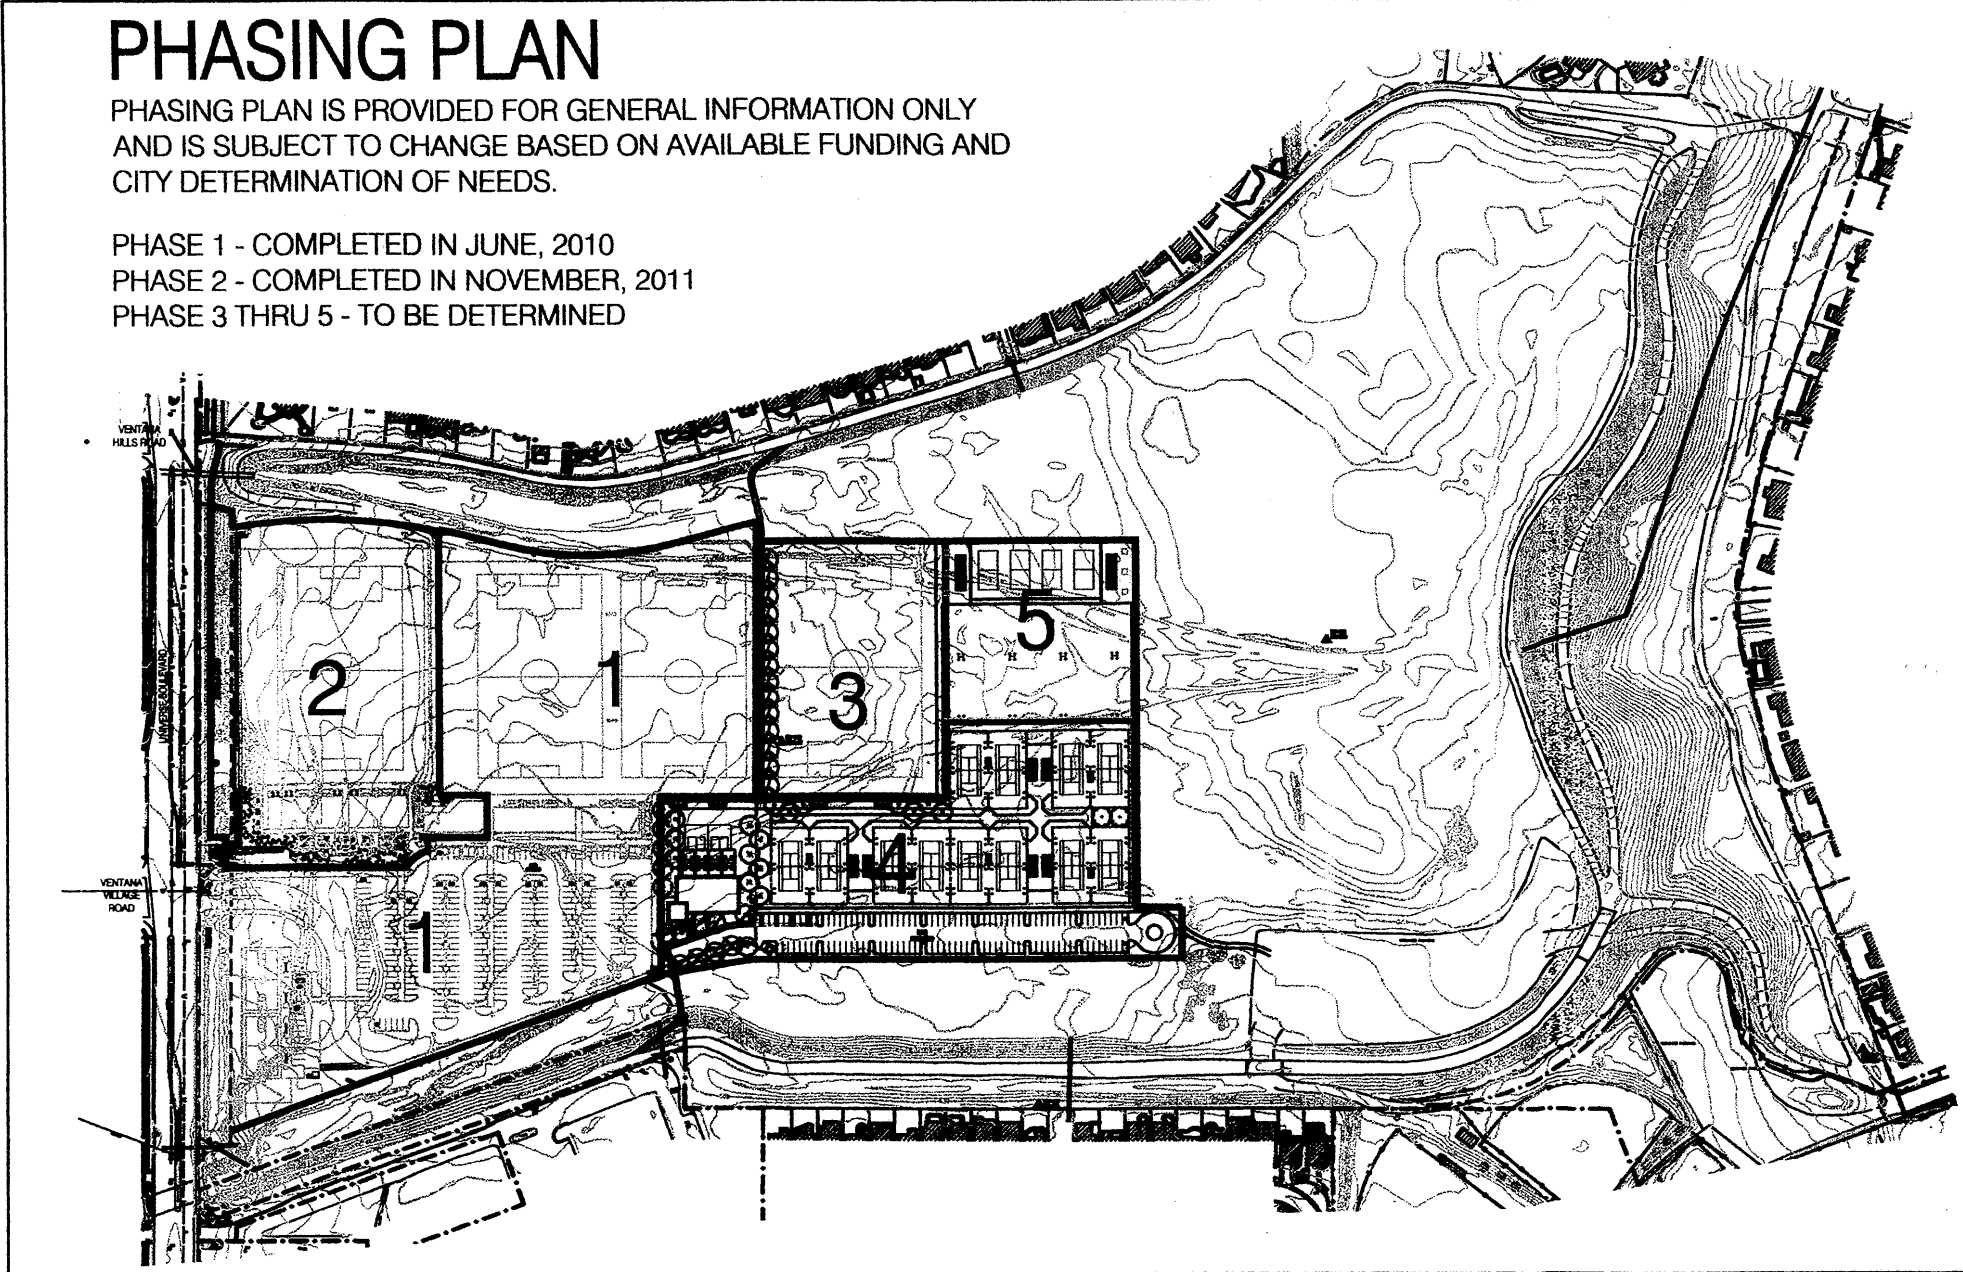 PHASING PLAN
PHASING PLAN IS PROVIDED FOR GENERAL INFORMATION ONLY
AND IS SUBJECT TO CHANGE BASED ON AVAILABLE FUNDING AND
CITY DETERMINATION OF NEEDS.
PHASE 1 - COMPLETED IN JUNE, 2010
PHASE 2 - COMPLETED IN NOVEMBER, 2011
PHASE 3 THRU 5 - TO BE DETERMINED
VENTANA
HILLS ROAD
UNIVERSE BOULEVARD
2
1
3
5
H H H H
4
VENTANA
VILLAGE
ROAD
1